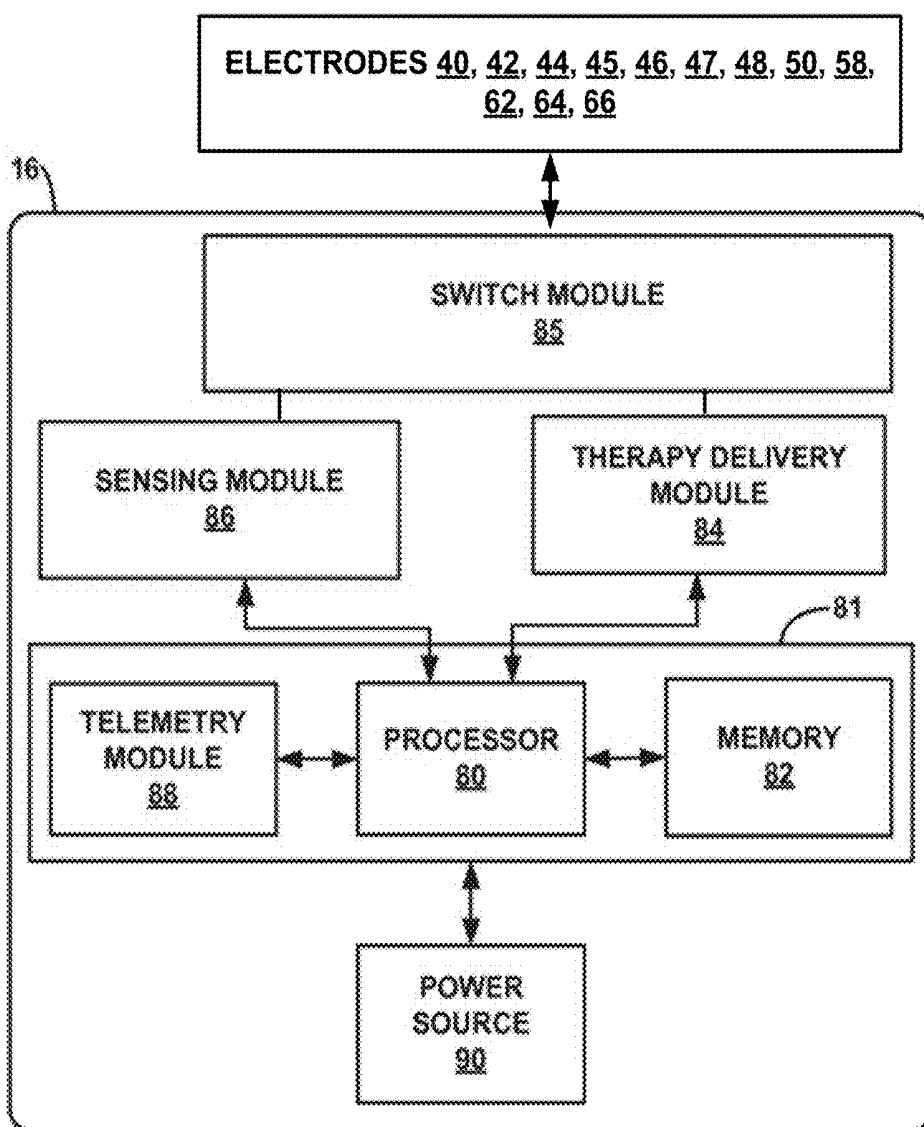 ELECTRODES 40, 42, 44, 45, 46, 47, 48, 50, 58,
62, 64, 66
16
SWITCH MODULE
85
SENSING MODULE
86
THERAPY DELIVERY
MODULE
84
81
TELEMETRY
MODULE
88
PROCESSOR
80
MEMORY
82
POWER
SOURCE
90